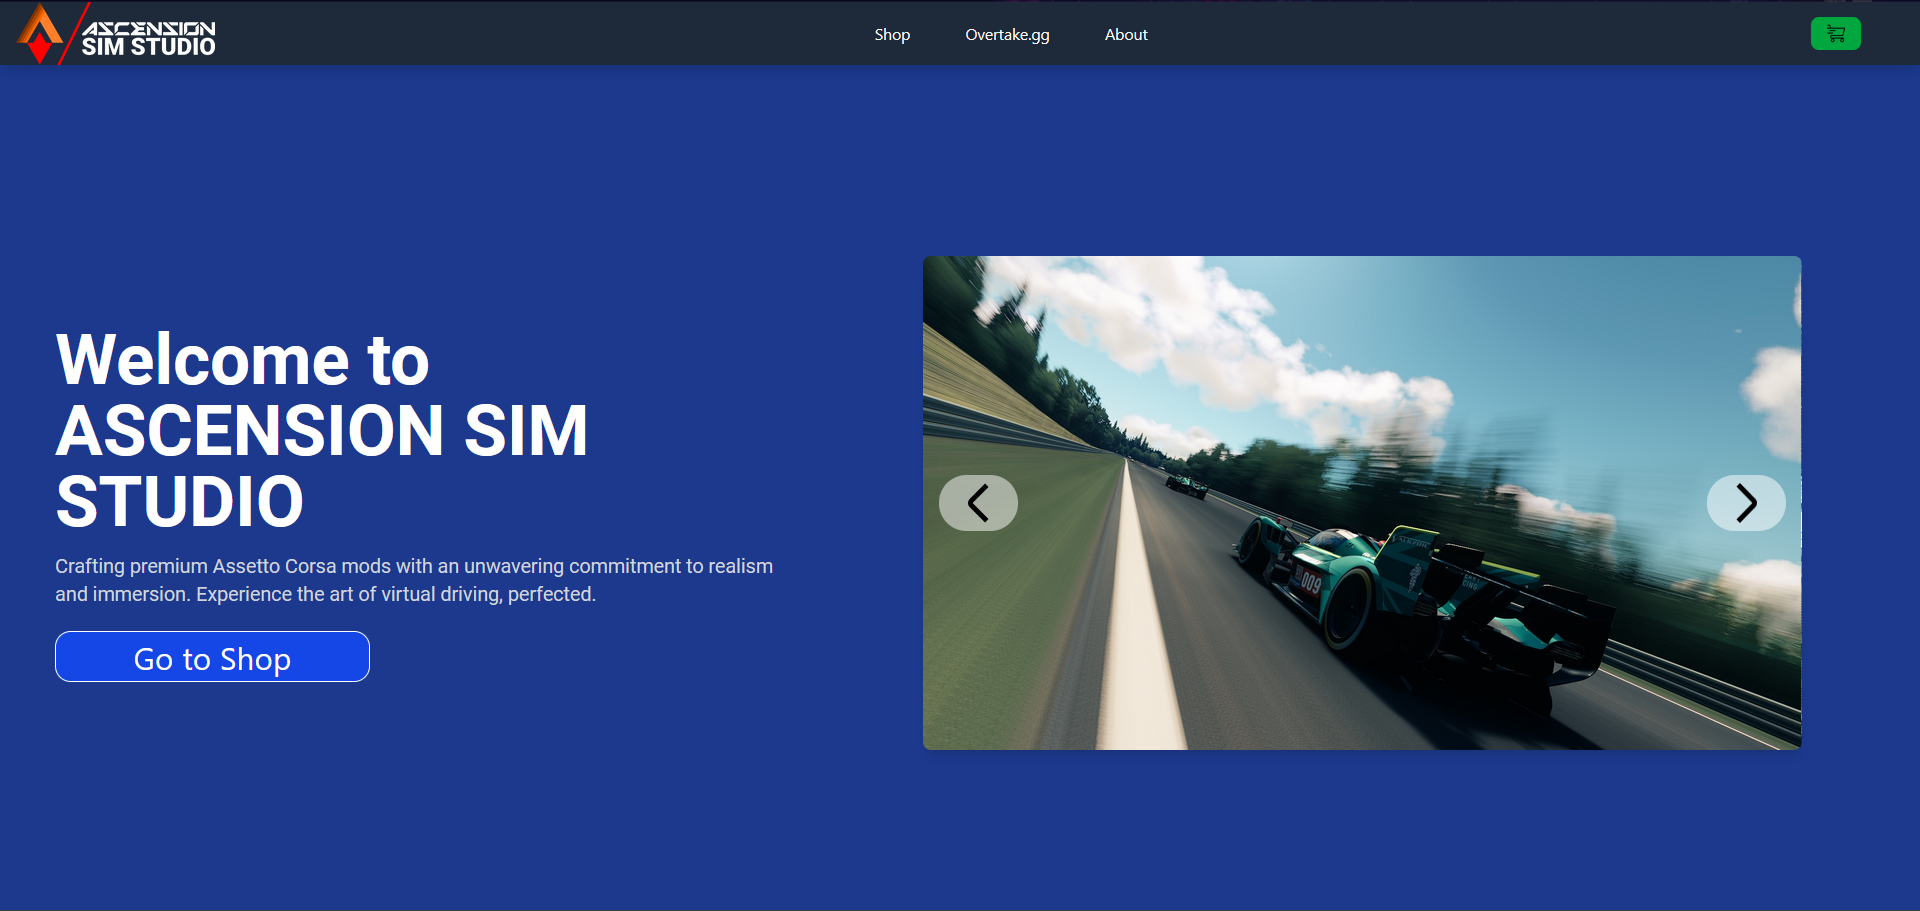 ASCENSION
SIM STUDIO
Shop
Overtake.gg
About
Welcome to
ASCENSION SIM
STUDIO
Crafting premium Assetto Corsa mods with an unwavering commitment to realism
and immersion. Experience the art of virtual driving, perfected.
Go to Shop
009